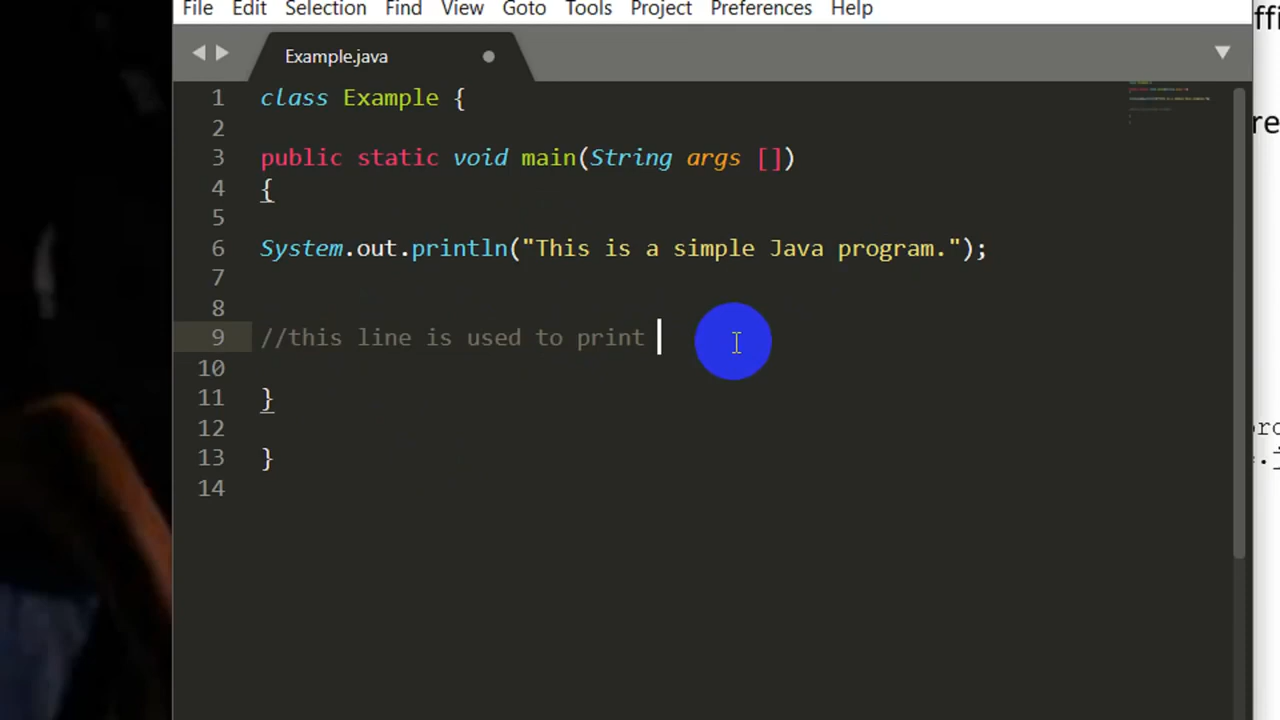 File Edit Selection Find View Goto Tools Project Preferences Help
Example.java
1 class Example {
2
3 public static void main(String args [])
4 {
5
6 System.out.println("This is a simple Java program.");
7
8
9 //this line is used to print
10
11 }
12
13 }
14